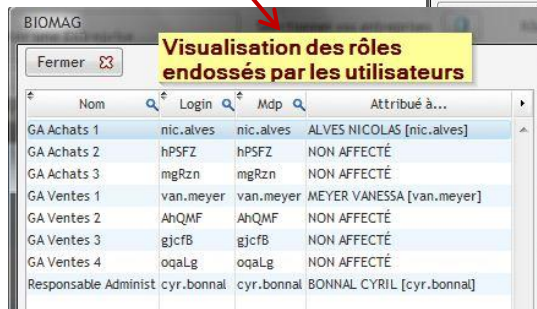 BIOMAG
Fermer
Visualisation des rôles
endossés par les utilisateurs
Nom Login Mdp Attribué à...
GA Achats 1 nic.alves nic.alves ALVES NICOLAS [nic.alves]
GA Achats 2 hPSFZ hPSFZ NON AFFECTÉ
GA Achats 3 mgRzn mgRzn NON AFFECTÉ
GA Ventes 1 van.meyer van.meyer MEYER VANESSA [van.meyer]
GA Ventes 2 AhQMF AhQMF NON AFFECTÉ
GA Ventes 3 gjcfB gjcfB NON AFFECTÉ
GA Ventes 4 oqaLg oqaLg NON AFFECTÉ
Responsable Administ cyr.bonnal cyr.bonnal BONNAL CYRIL [cyr.bonnal]